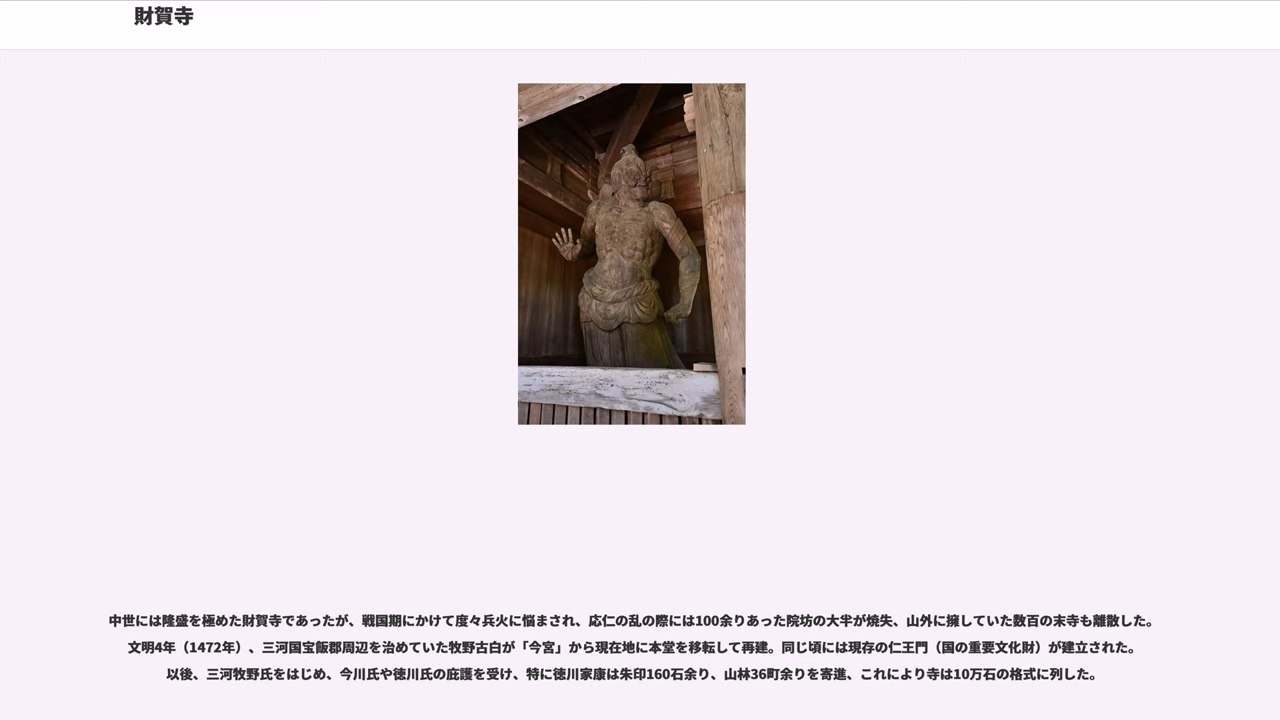 財賀寺
中世には隆盛を極めた財賀寺であったが、戦国期にかけて度々兵火に悩まされ、応仁の乱の際には100余りあった院坊の大半が焼失、山外に擁していた数百の末寺も離散した。
文明4年（1472年）、三河国宝飯郡周辺を治めていた牧野古白が「今宮」から現在地に本堂を移転して再建。同じ頃には現存の仁王門（国の重要文化財）が建立された。
以後、三河牧野氏をはじめ、今川氏や徳川氏の庇護を受け、特に徳川家康は朱印160石余り、山林36町余りを寄進、これにより寺は10万石の格式に列した。